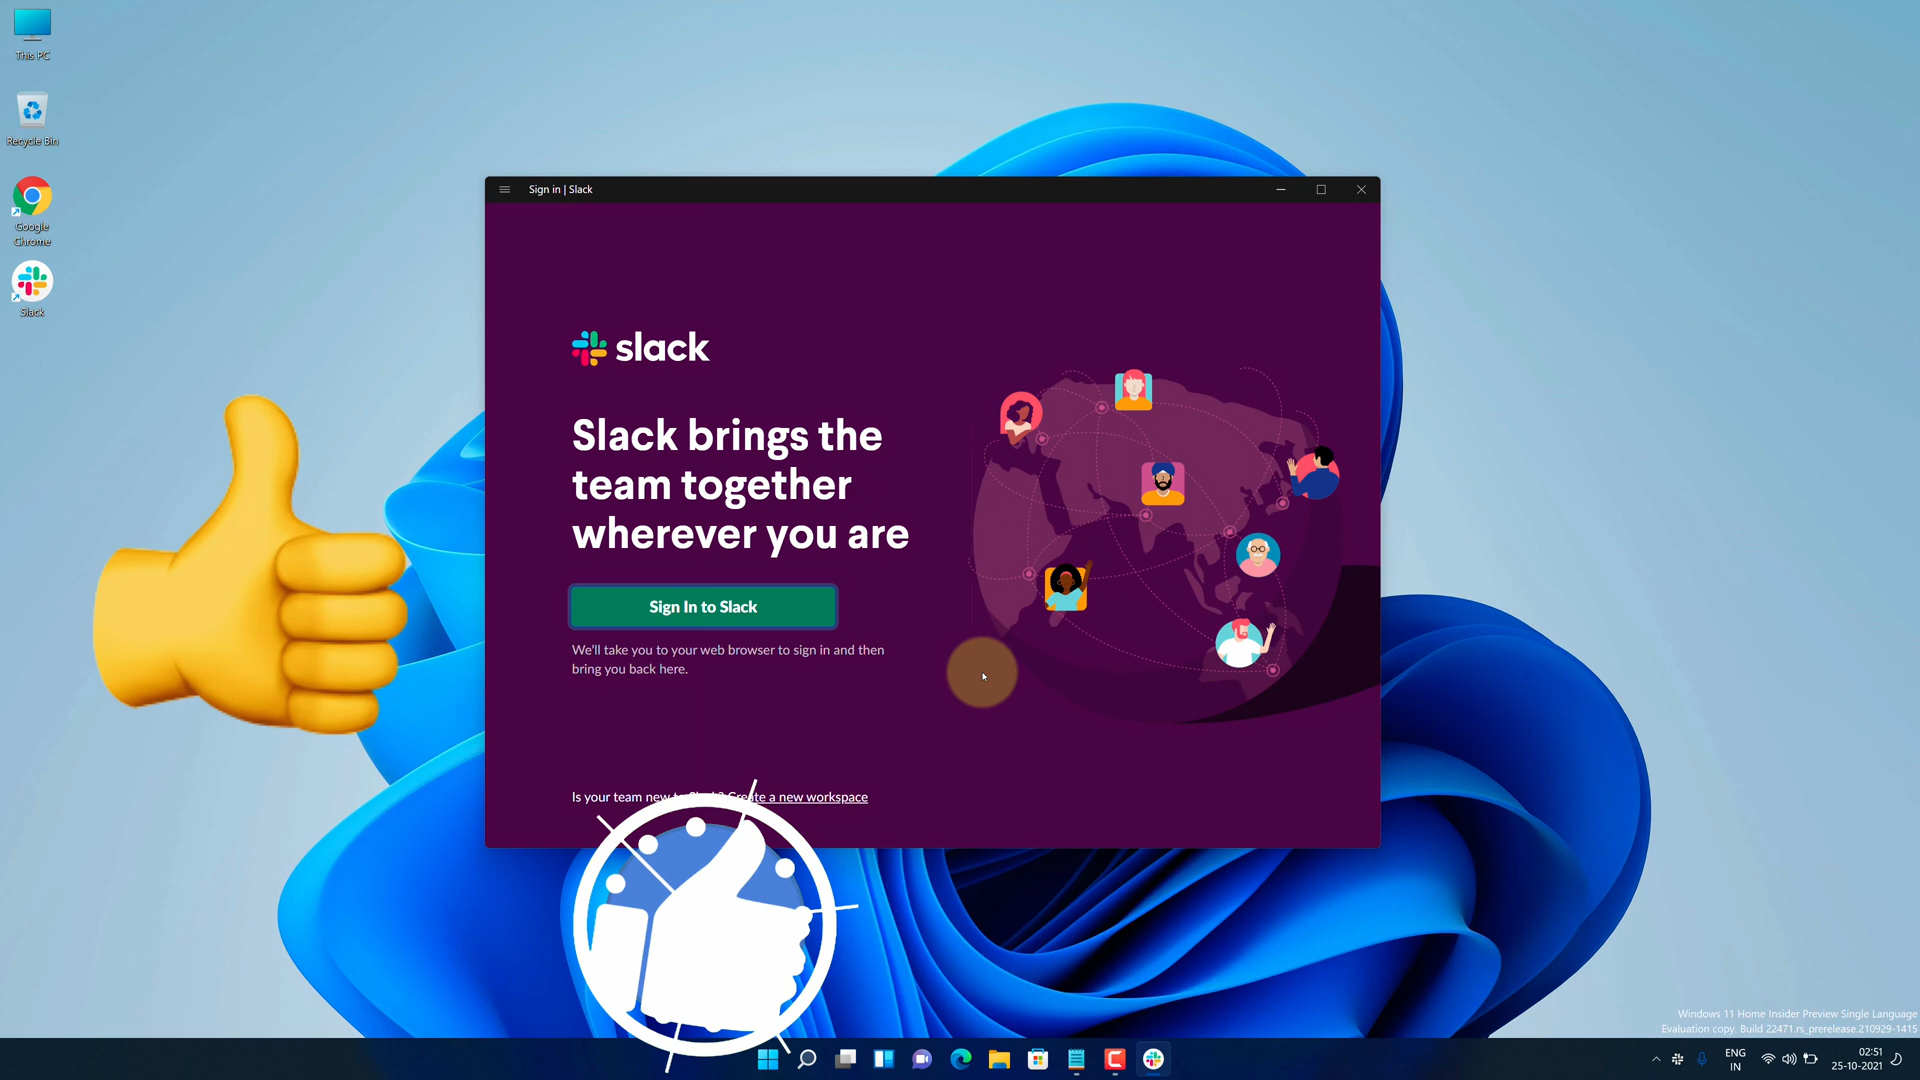 This PC
Recycle Bin
Google
Chrome
Slack
Sign in | Slack
slack
Slack brings the
team together
wherever you are
Sign In to Slack
We'll take you to your web browser to sign in and then
bring you back here.
Is your team new to Slack? Create a new workspace
Windows 11 Home Insider Preview Single Language
Evaluation copy. Build 22471.rs_prerelease.210929-1415
ENG
IN
02:51
25-10-2021